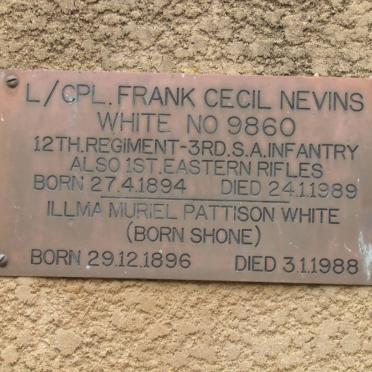 L/CPL. FRANK CECIL NEVINS
WHITE NO 9860
12TH.REGIMENT-3RD.S.A.INFANTRY
ALSO 1ST.EASTERN RIFLES
BORN 27.4.1894 DIED 24.1.1989
ILLMA MURIEL PATTISON WHITE
(BORN SHONE)
BORN 29.12.1896 DIED 3.1.1988